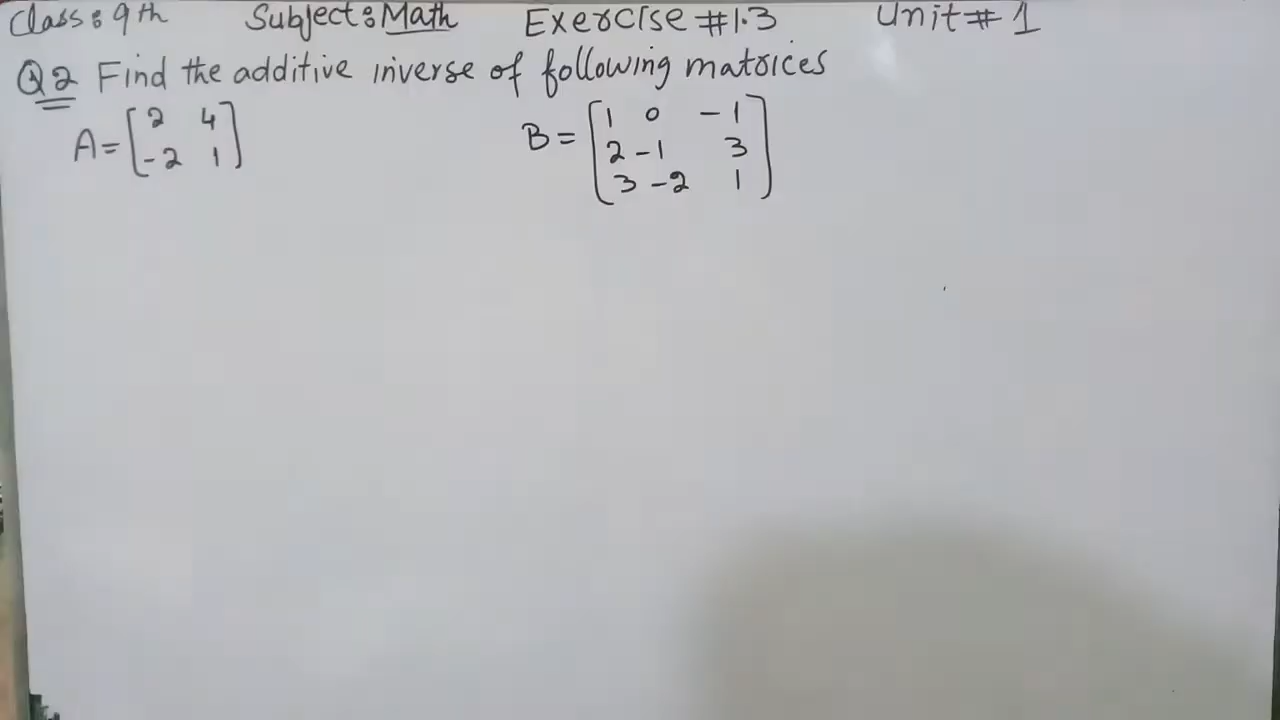 Class: 9th Subject: Math Exercise #1.3 Unit # 1
Q2 Find the additive inverse of following matrices
A = [2 4
-2 1]
B = [1 0 -1
2 -1 3
3 -2 1]